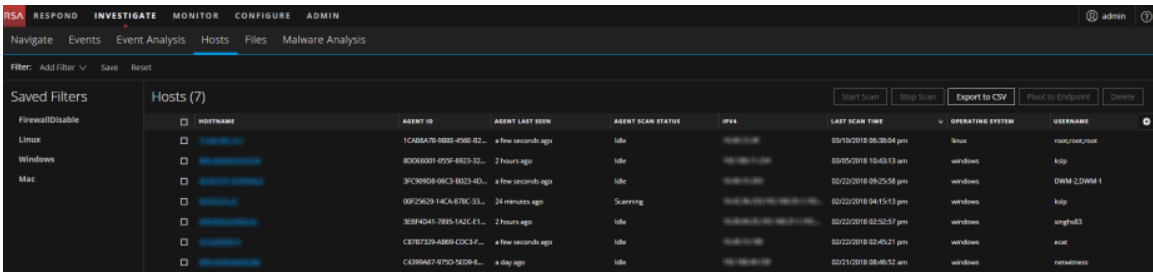 RSA RESPOND INVESTIGATE MONITOR CONFIGURE ADMIN admin
Navigate Events Event Analysis Hosts Files Malware Analysis
Filter: Add Filter Save Reset
Saved Filters
FirewallDisable
Linux
Windows
Mac
Hosts (7)
Start Scan Stop Scan Export to CSV Pivot to Endpoint Delete
HOSTNAME AGENT ID AGENT LAST SEEN AGENT SCAN STATUS IPV4 LAST SCAN TIME OPERATING SYSTEM USERNAME
1CAB8A7B-9B8E-456E-82... a few seconds ago Idle 03/10/2018 06:38:04 pm linux root,root,root
8DDE6001-055F-6923-32... 2 hours ago Idle 03/05/2018 10:43:13 am windows kslp
3FC909D8-06C3-B023-4D... a few seconds ago Idle 02/22/2018 09:25:58 pm windows DWM-2,DWM-1
00F25629-14CA-878C-33... 24 minutes ago Scanning 02/22/2018 04:15:13 pm windows kslp
3EBF4D41-7895-1A2C-E1... 2 hours ago Idle 02/22/2018 02:52:57 pm windows singhs83
C87B7329-AB69-CDC3-F... a few seconds ago Idle 02/22/2018 02:45:21 pm windows ecat
C4399A67-975D-5ED9-6... a day ago Idle 02/21/2018 08:46:52 am windows netwitness